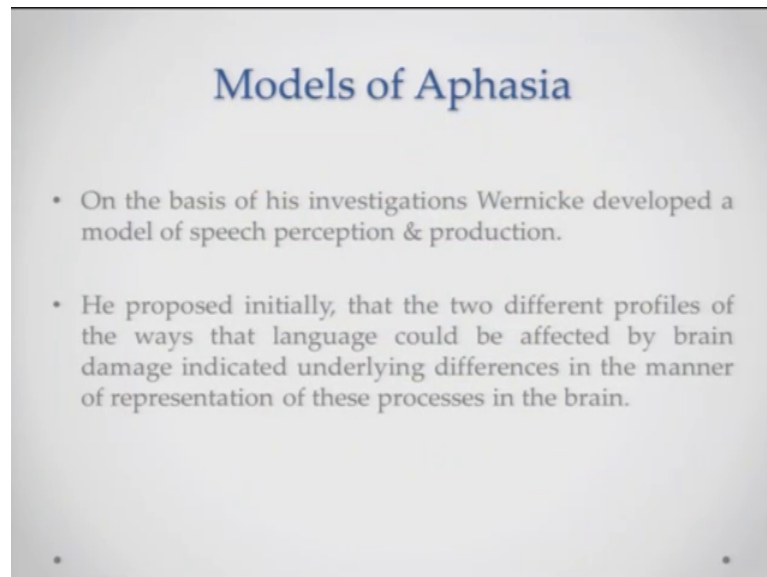 Models of Aphasia
• On the basis of his investigations Wernicke developed a
model of speech perception & production.
• He proposed initially, that the two different profiles of
the ways that language could be affected by brain
damage indicated underlying differences in the manner
of representation of these processes in the brain.